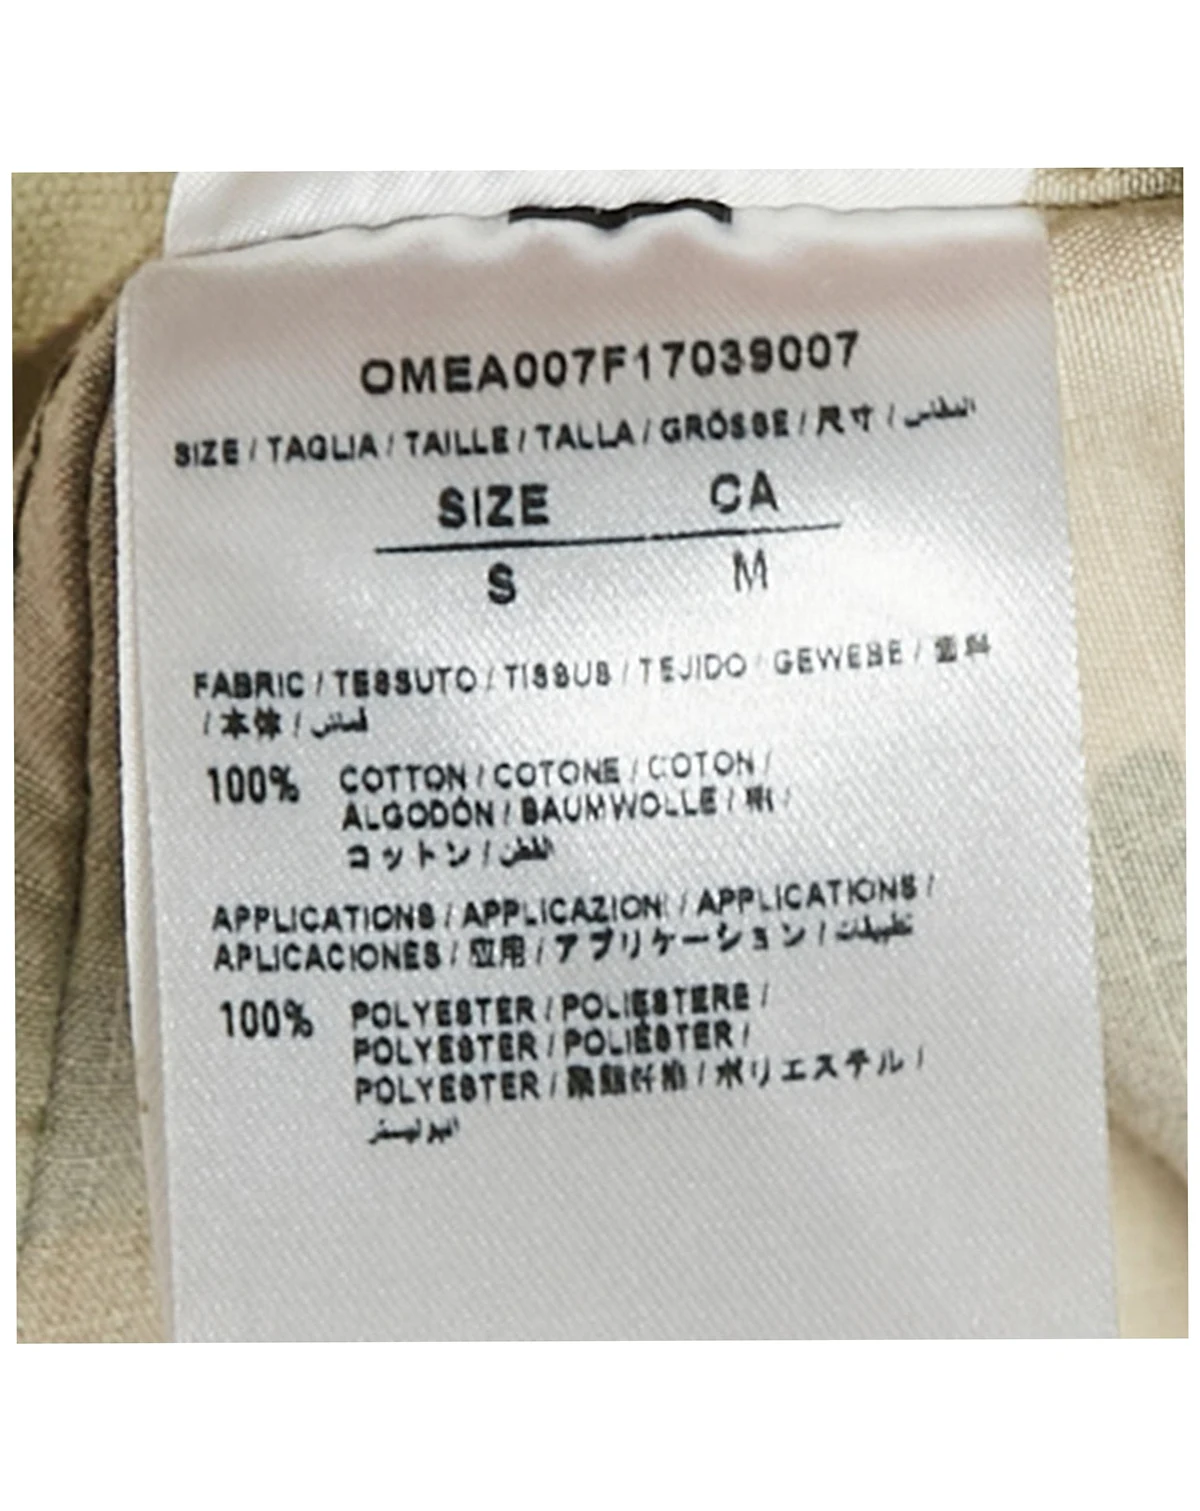 OMEA007F17039007
SIZE / TAGLIA / TAILLE / TALLA / GRÖSSE / 尺寸 / المقاس
SIZE CA
S M
FABRIC / TESSUTO / TISSUS / TEJIDO / GEWEBE / 面料
/ 本体 / قماش
100% COTTON / COTONE / COTON /
ALGODÓN / BAUMWOLLE / 棉 /
コットン / القطن
APPLICATIONS / APPLICAZIONI / APPLICATIONS /
APLICACIONES / 应用 / アプリケーション / تطبيقات
100% POLYESTER / POLIESTERE /
POLYESTER / POLIÉSTER /
POLYESTER / 聚酯纤维 / ポリエステル /